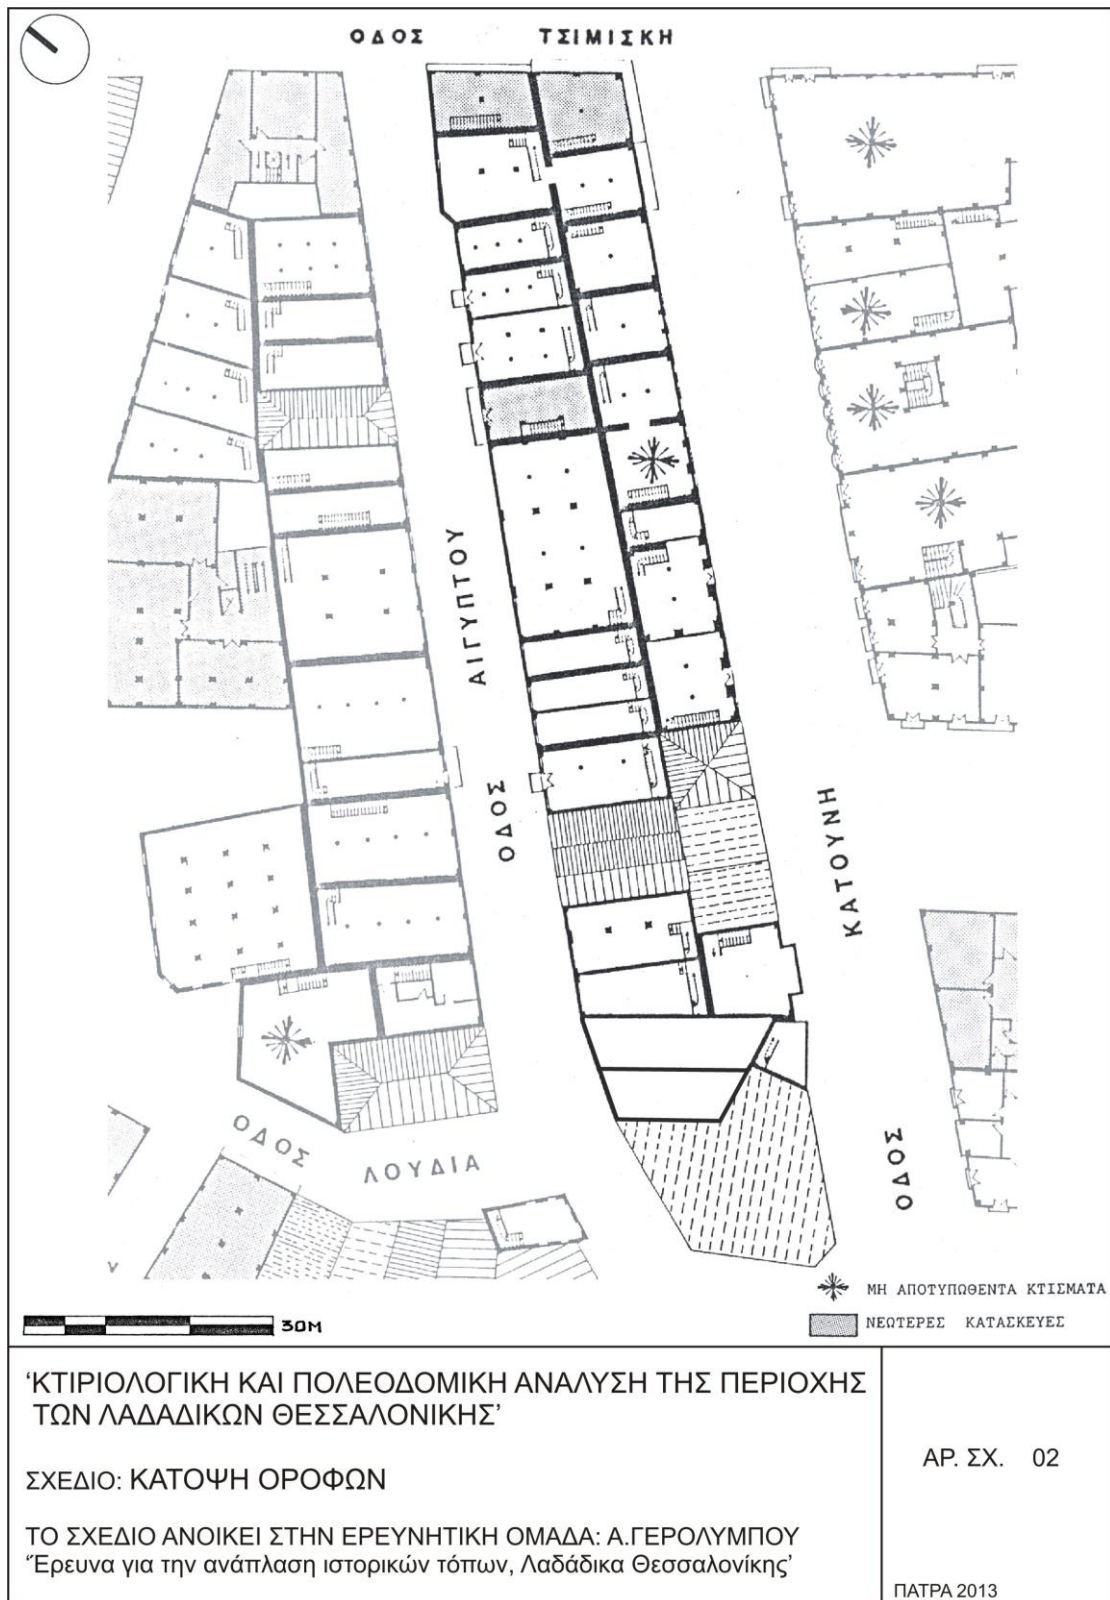 ΟΔΟΣ ΤΣΙΜΙΣΚΗ
ΟΔΟΣ ΑΙΓΥΠΤΟΥ
ΟΔΟΣ ΚΑΤΟΥΝΗ
ΟΔΟΣ ΛΟΥΔΙΑ
ΜΗ ΑΠΟΤΥΠΩΘΕΝΤΑ ΚΤΙΣΜΑΤΑ
ΝΕΩΤΕΡΕΣ ΚΑΤΑΣΚΕΥΕΣ
30M
'ΚΤΙΡΙΟΛΟΓΙΚΗ ΚΑΙ ΠΟΛΕΟΔΟΜΙΚΗ ΑΝΑΛΥΣΗ ΤΗΣ ΠΕΡΙΟΧΗΣ
ΤΩΝ ΛΑΔΑΔΙΚΩΝ ΘΕΣΣΑΛΟΝΙΚΗΣ'
ΣΧΕΔΙΟ: ΚΑΤΟΨΗ ΟΡΟΦΩΝ
ΤΟ ΣΧΕΔΙΟ ΑΝΟΙΚΕΙ ΣΤΗΝ ΕΡΕΥΝΗΤΙΚΗ ΟΜΑΔΑ: Α.ΓΕΡΟΛΥΜΠΟΥ
'Έρευνα για την ανάπλαση ιστορικών τόπων, Λαδάδικα Θεσσαλονίκης'
ΑΡ. ΣΧ. 02
ΠΑΤΡΑ 2013